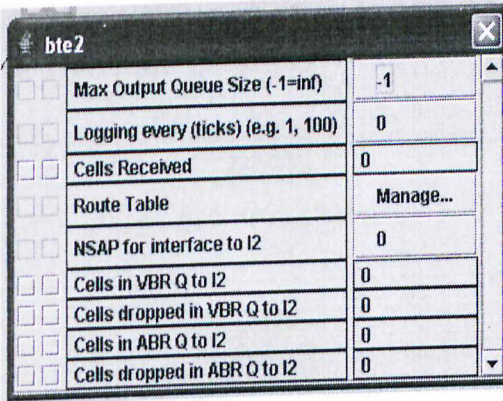 bte2
Max Output Queue Size (-1=inf) -1
Logging every (ticks) (e.g. 1, 100) 0
Cells Received 0
Route Table Manage...
NSAP for interface to I2 0
Cells in VBR Q to I2 0
Cells dropped in VBR Q to I2 0
Cells in ABR Q to I2 0
Cells dropped in ABR Q to I2 0